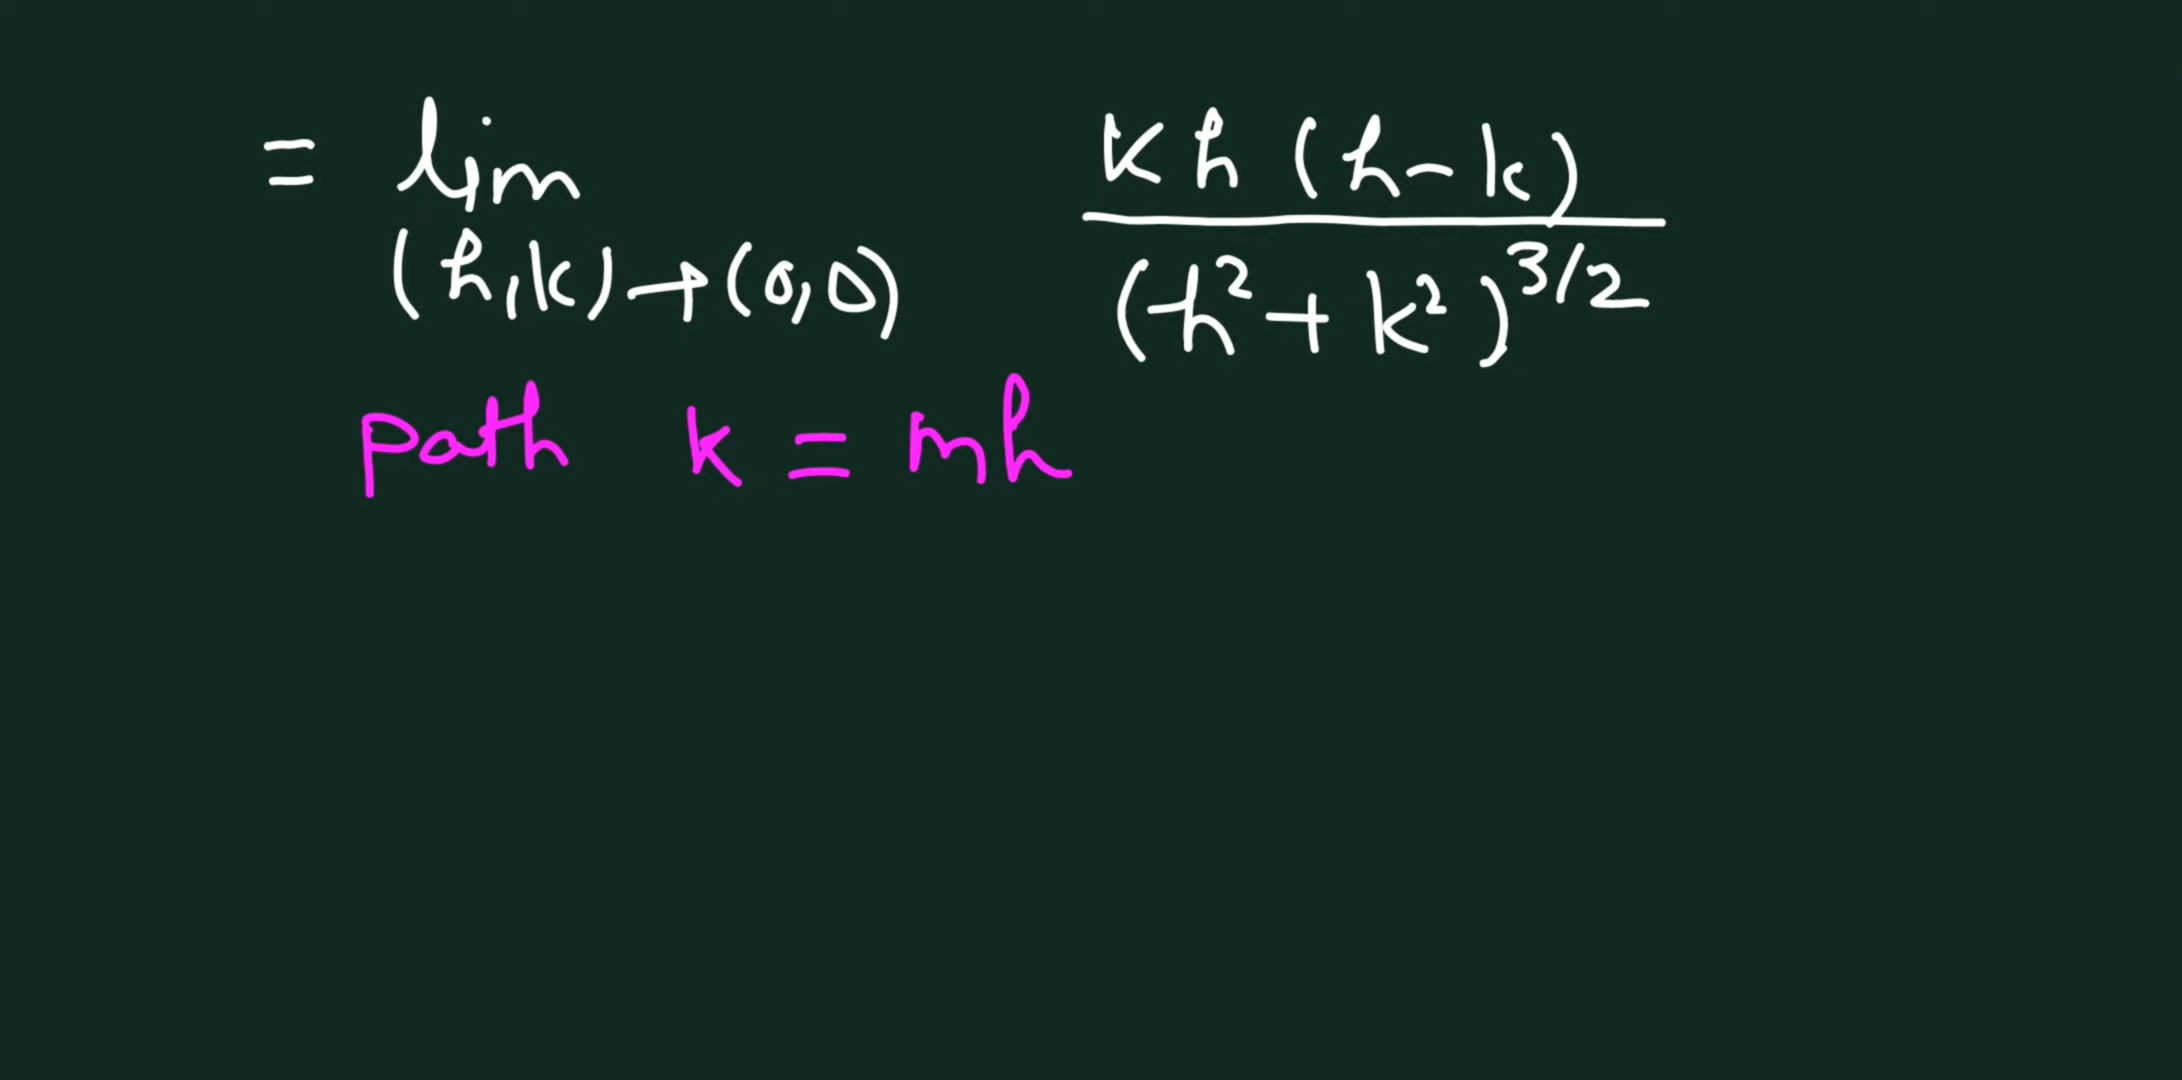 = lim kh(h-k)
(h,k)→(0,0) (h²+k²)^3/2
path k = mh